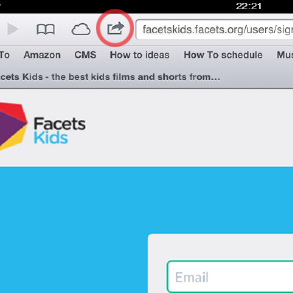 22:21
facetskids.facets.org/users/sig
To Amazon CMS How to ideas How To schedule Mus
cets Kids - the best kids films and shorts from...
Facets
Kids
Email